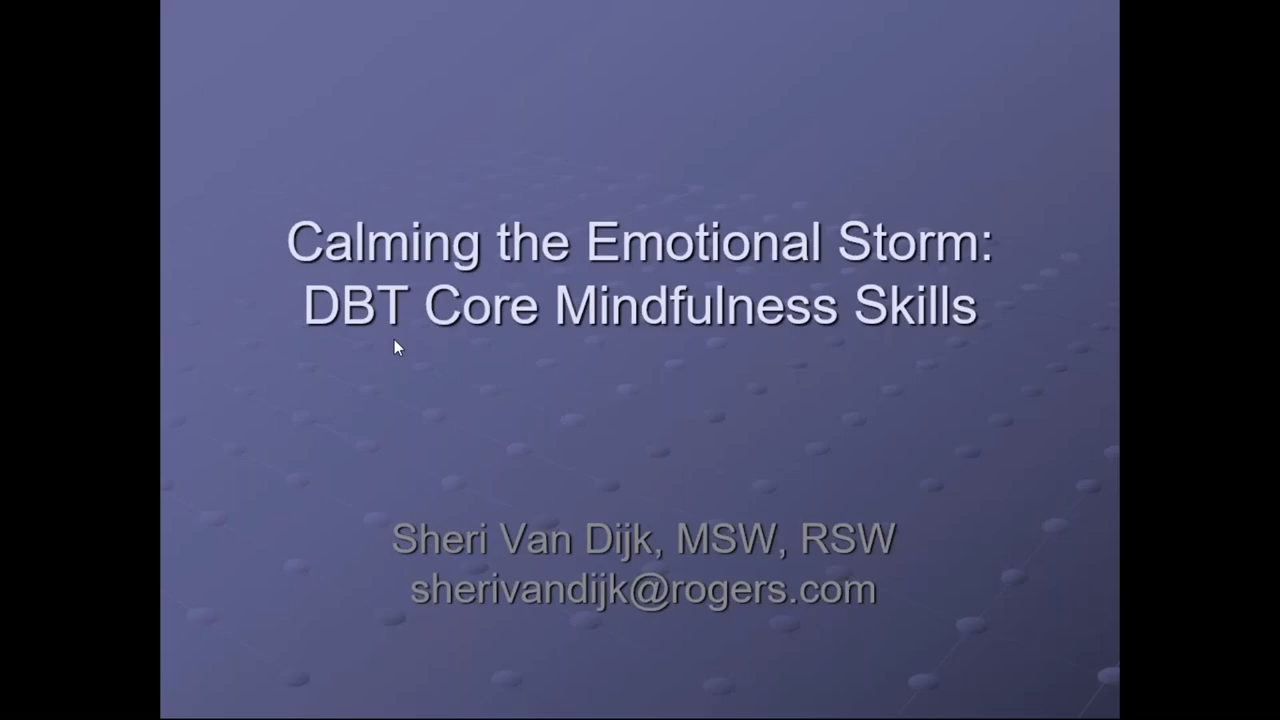 Calming the Emotional Storm:
DBT Core Mindfulness Skills
Sheri Van Dijk, MSW, RSW
sherivandijk@rogers.com